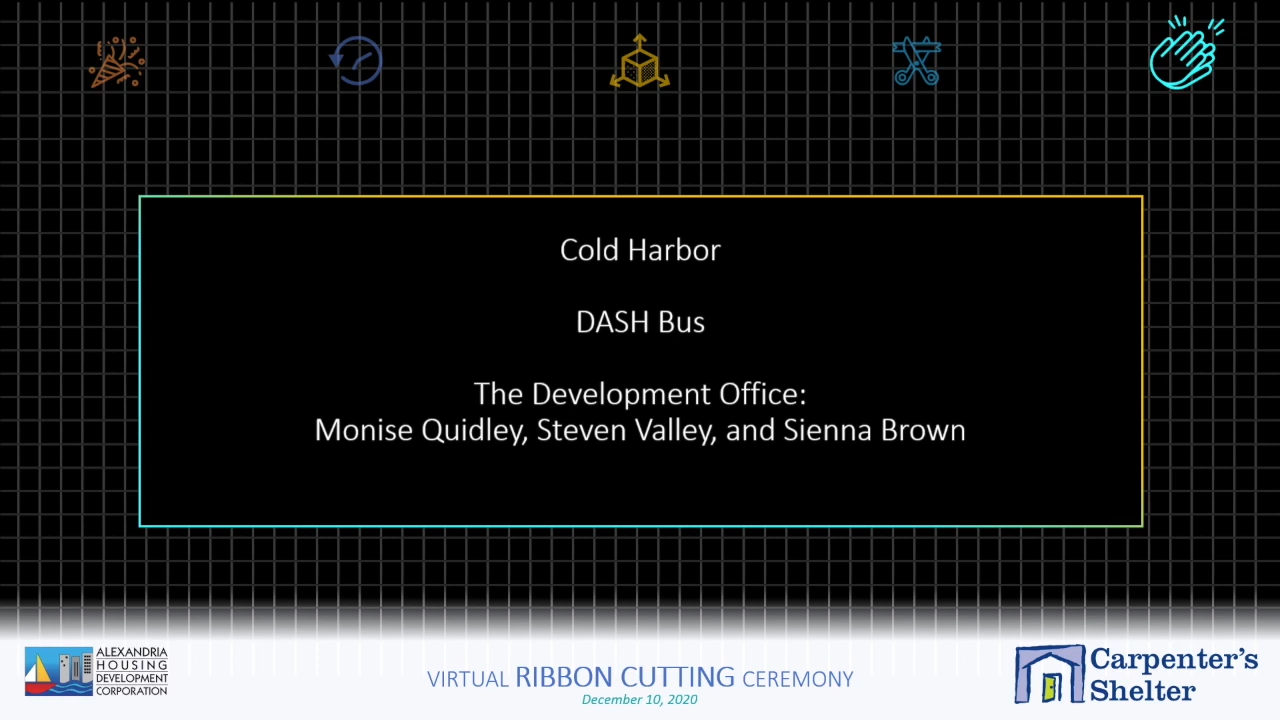 Cold Harbor
DASH Bus
The Development Office:
Monise Quidley, Steven Valley, and Sienna Brown
ALEXANDRIA
HOUSING
DEVELOPMENT
CORPORATION
VIRTUAL RIBBON CUTTING CEREMONY
December 10, 2020
Carpenter's
Shelter